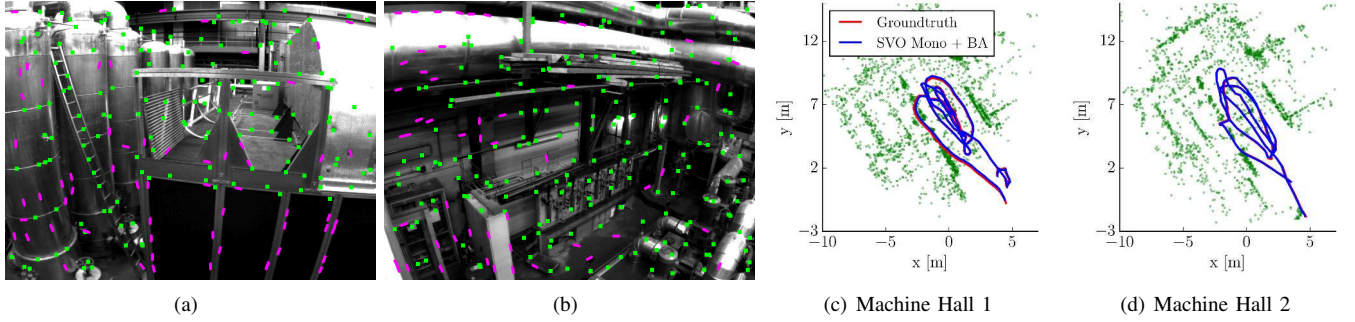 Groundtruth
SVO Mono + BA
12
7
2
−3
y [m]
−10
−5
0
5
x [m]
12
7
2
−3
y [m]
−10
−5
0
5
x [m]
(a)
(b)
(c) Machine Hall 1
(d) Machine Hall 2